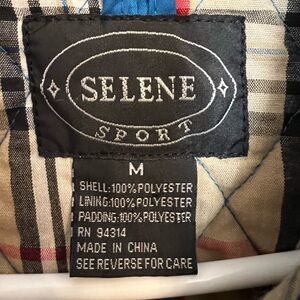 SELENE
SPORT
M
SHELL:100%POLYESTER
LINING:100%POLYESTER
PADDING:100%POLYESTER
RN 94314
MADE IN CHINA
SEE REVERSE FOR CARE